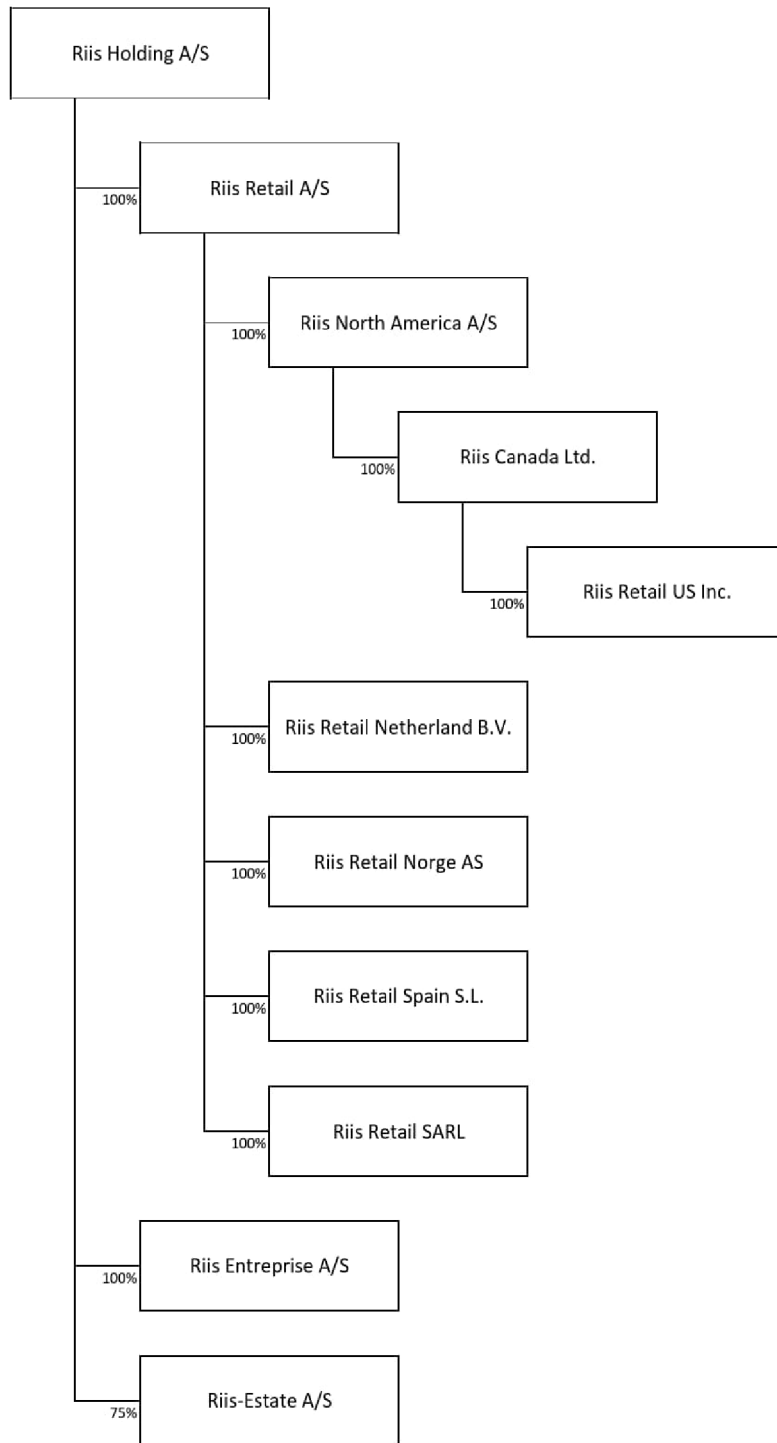 Riis Holding A/S
Riis Retail A/S
100%
Riis North America A/S
100%
Riis Canada Ltd.
100%
Riis Retail US Inc.
100%
Riis Retail Netherland B.V.
100%
Riis Retail Norge AS
100%
Riis Retail Spain S.L.
100%
Riis Retail SARL
100%
Riis Entreprise A/S
100%
Riis-Estate A/S
75%